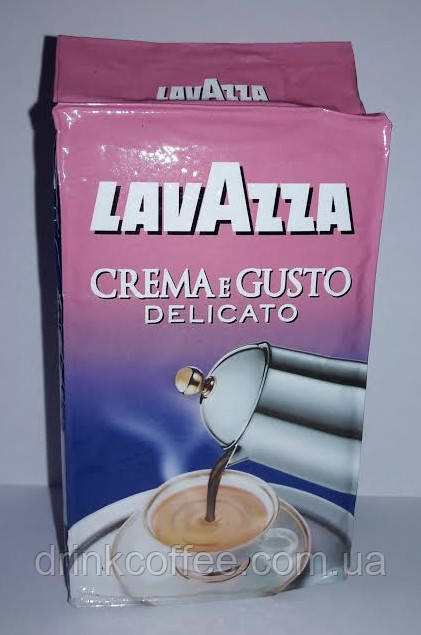 LAVAZZA
LAVAZZA
CREMA E GUSTO
DELICATO
drinkcoffee.com.ua